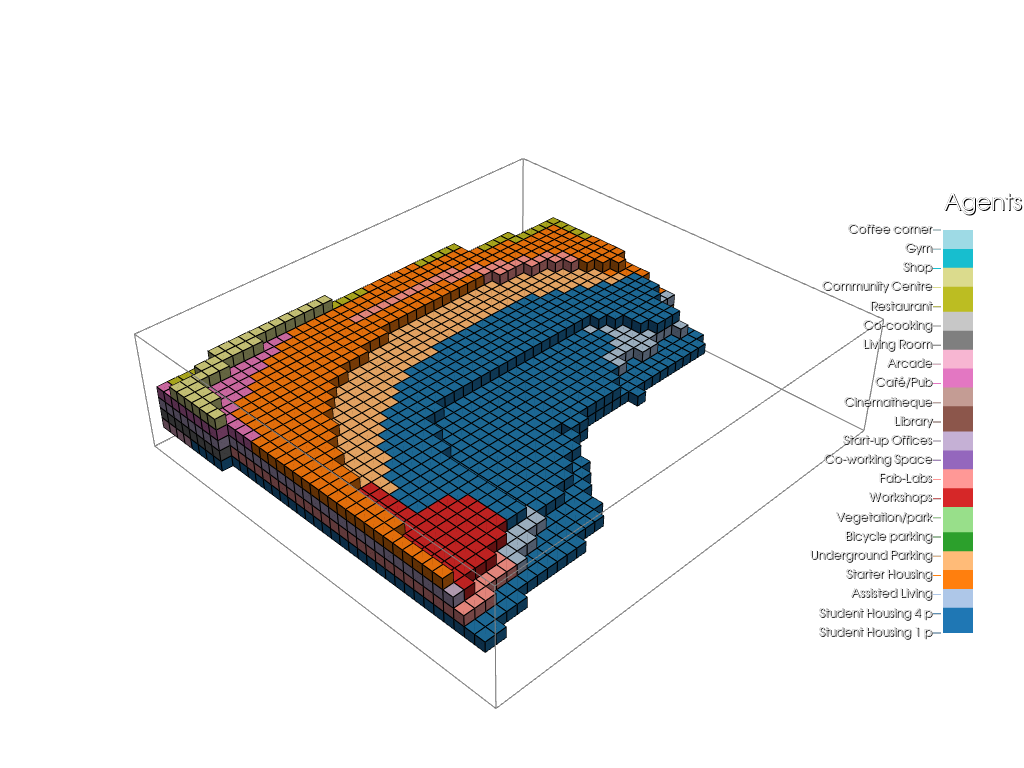 Agents
Coffee corner
Gym
Shop
Community Centre
Restaurant
Co-cooking
Living Room
Arcade
Café/Pub
Cinematheque
Library
Start-up Offices
Co-working Space
Fab-Labs
Workshops
Vegetation/park
Bicycle parking
Underground Parking
Starter Housing
Assisted Living
Student Housing 4 p
Student Housing 1 p